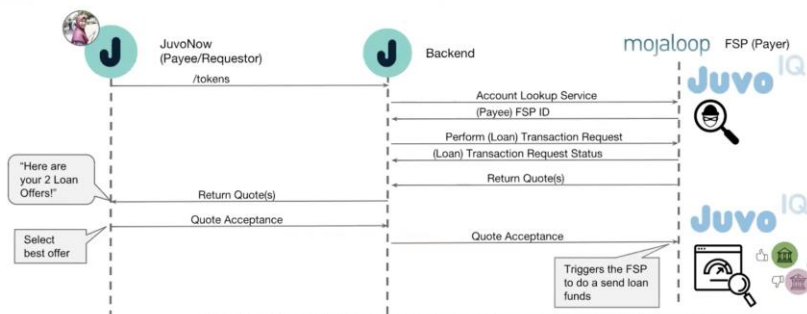 JuvoNow
(Payee/Requestor)
Backend
mojaloop FSP (Payer)
Juvo IQ
/tokens
Account Lookup Service
(Payee) FSP ID
Perform (Loan) Transaction Request
(Loan) Transaction Request Status
"Here are
your 2 Loan
Offers!"
Return Quote(s)
Return Quote(s)
Juvo IQ
Quote Acceptance
Select
best offer
Quote Acceptance
Triggers the FSP
to do a send loan
funds